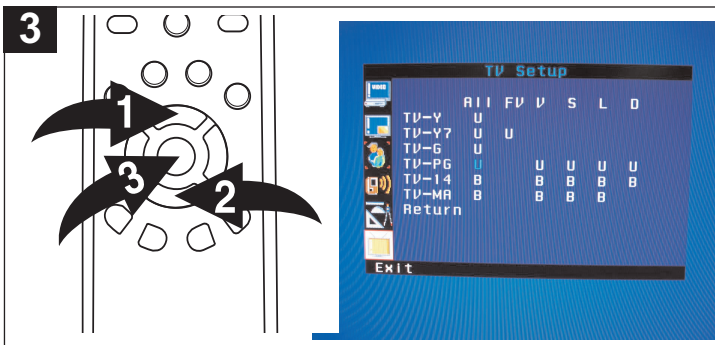 3
1
3
2
TV Setup
VIDEO
All FV V S L D
TV-Y U
TV-Y7 U U
TV-G U
TV-PG U U U U U
TV-14 B B B B B
TV-MA B B B B
Return
Exit